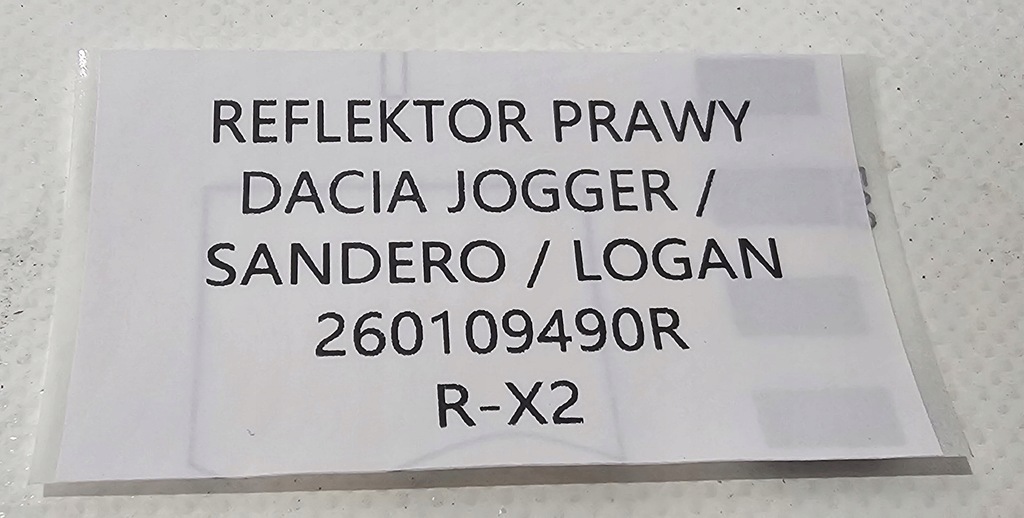 REFLEKTOR PRAWY
DACIA JOGGER /
SANDERO / LOGAN
260109490R
R-X2